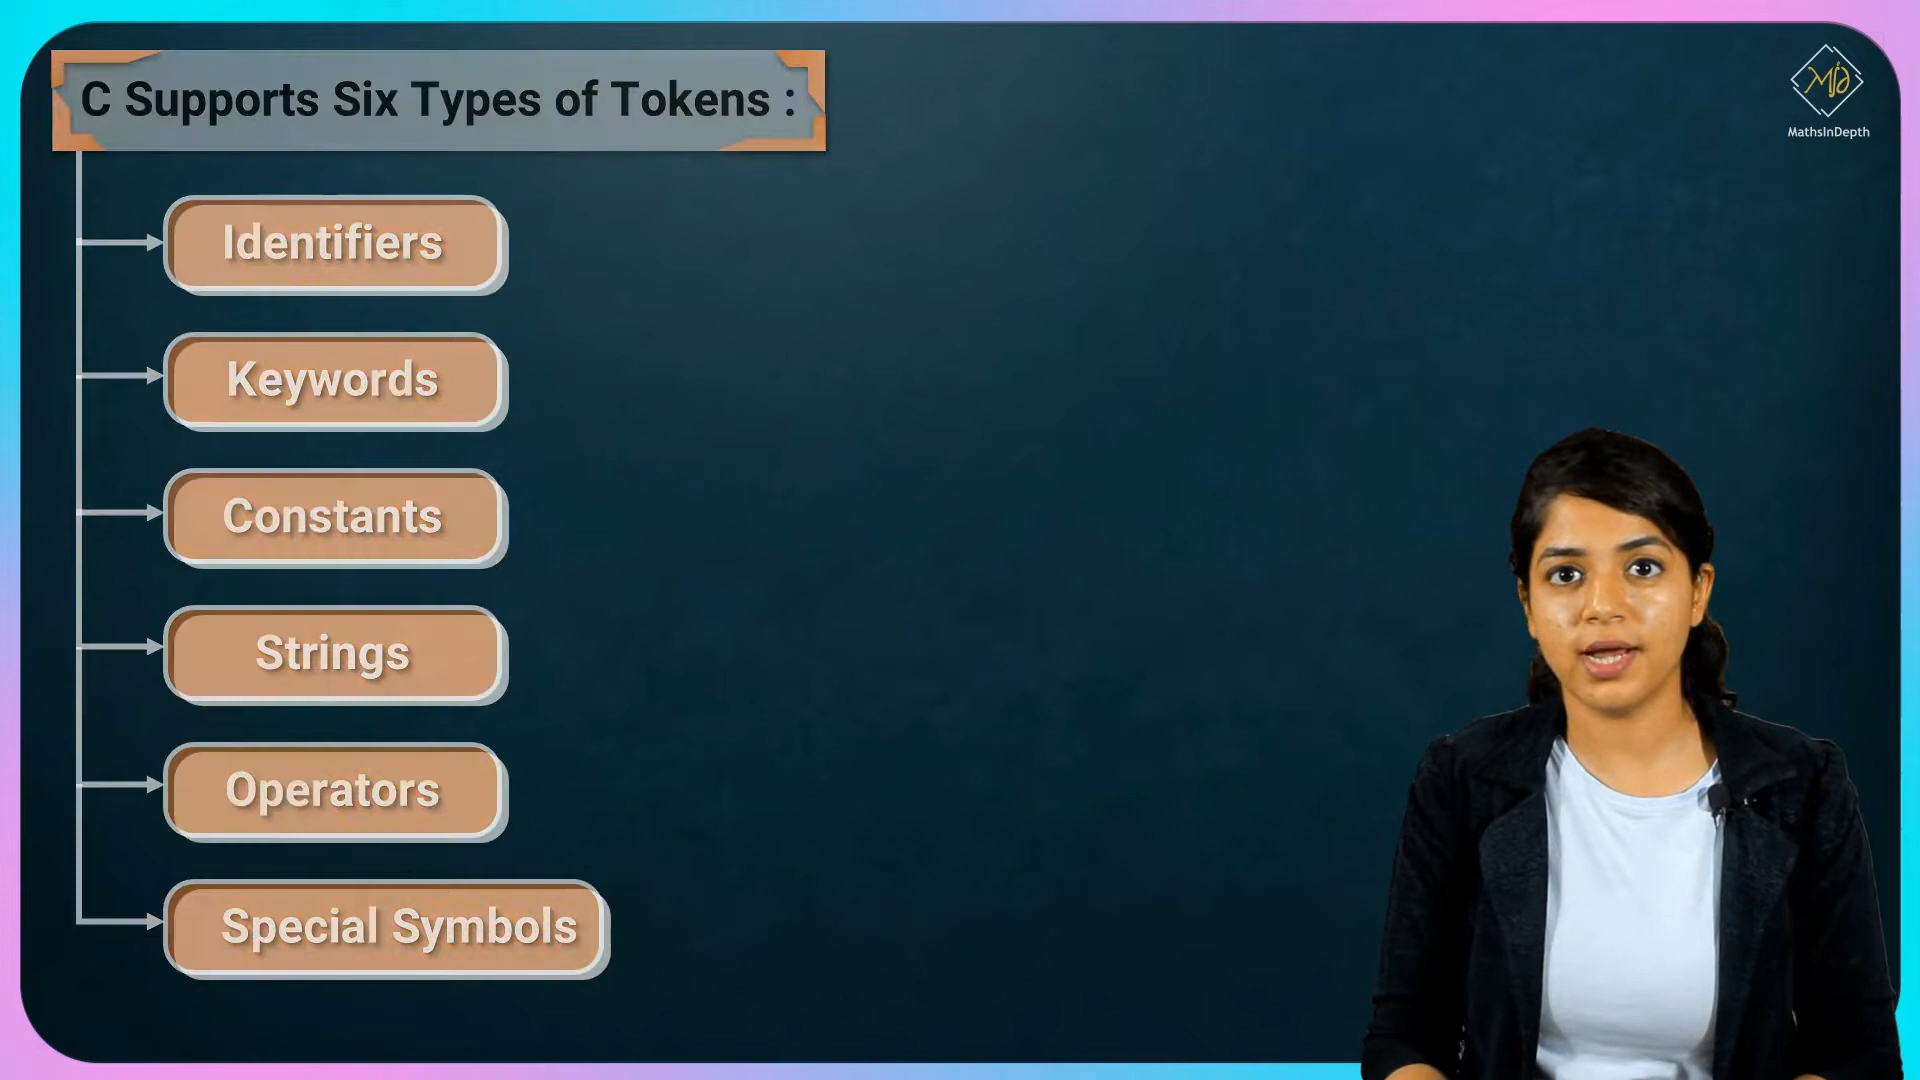 C Supports Six Types of Tokens :
MathsInDepth
Identifiers
Keywords
Constants
Strings
Operators
Special Symbols